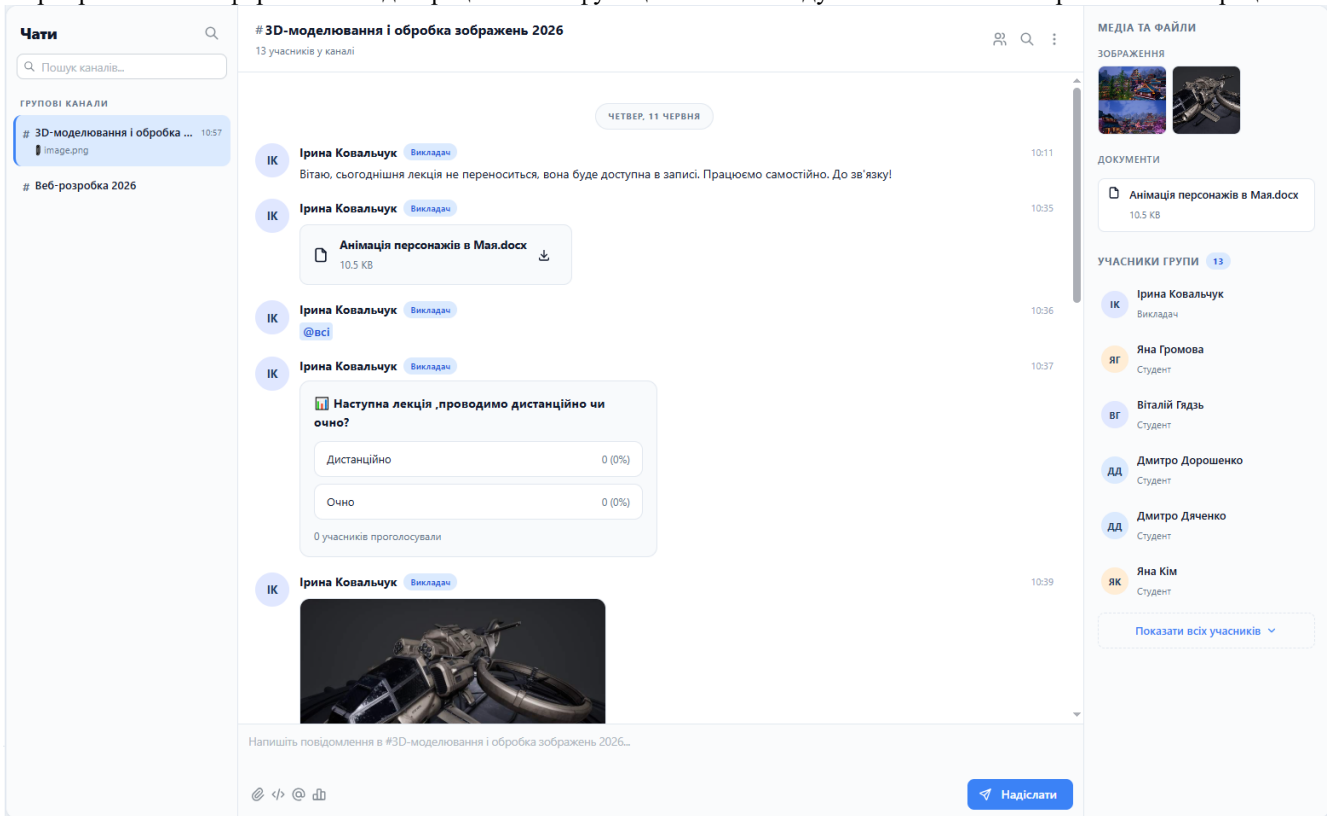 Чати
Пошук каналів...
ГРУПОВІ КАНАЛИ
# 3D-моделювання і обробка ... 10:57
image.png
# Веб-розробка 2026
# 3D-моделювання і обробка зображень 2026
13 учасників у каналі
ЧЕТВЕР, 11 ЧЕРВНЯ
ІК Ірина Ковальчук Викладач 10:11
Вітаю, сьогоднішня лекція не переноситься, вона буде доступна в записі. Працюємо самостійно. До зв'язку!
ІК Ірина Ковальчук Викладач 10:35
Анімація персонажів в Мая.docx
10.5 KB
ІК Ірина Ковальчук Викладач 10:36
@всі
ІК Ірина Ковальчук Викладач 10:37
Наступна лекція ,проводимо дистанційно чи
очно?
Дистанційно 0 (0%)
Очно 0 (0%)
0 учасників проголосували
ІК Ірина Ковальчук Викладач 10:39
Напишіть повідомлення в #3D-моделювання і обробка зображень 2026...
Надіслати
МЕДІА ТА ФАЙЛИ
ЗОБРАЖЕННЯ
ДОКУМЕНТИ
Анімація персонажів в Мая.docx
10.5 KB
УЧАСНИКИ ГРУПИ 13
ІК Ірина Ковальчук
Викладач
ЯГ Яна Громова
Студент
ВГ Віталій Гядзь
Студент
ДД Дмитро Дорошенко
Студент
ДД Дмитро Дяченко
Студент
ЯК Яна Кім
Студент
Показати всіх учасників